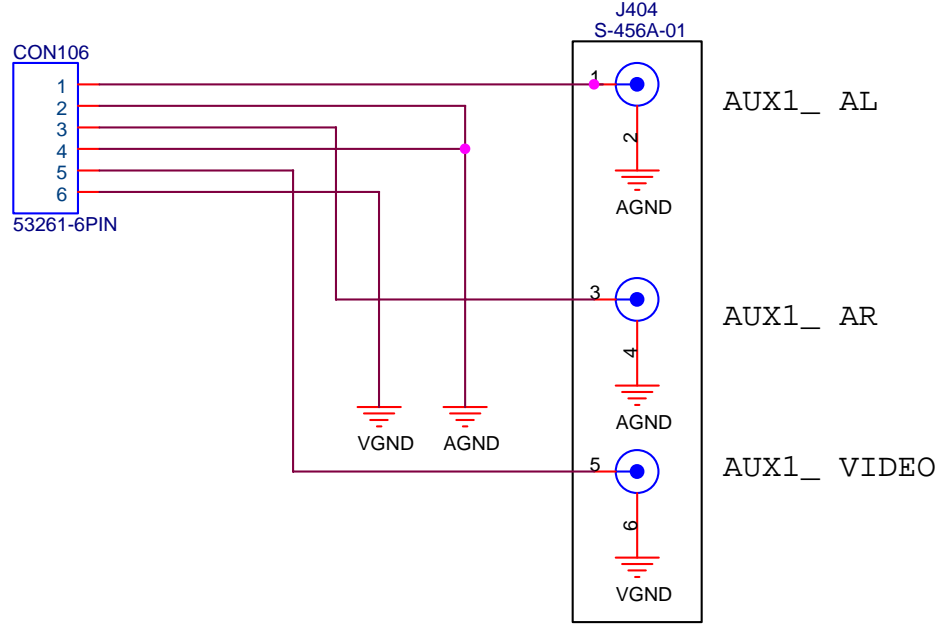 J404
S-456A-01
CON106
1
2
3
4
5
6
53261-6PIN
1
2
AGND
AUX1_ AL
3
4
AGND
AUX1_ AR
VGND
AGND
5
6
VGND
AUX1_ VIDEO